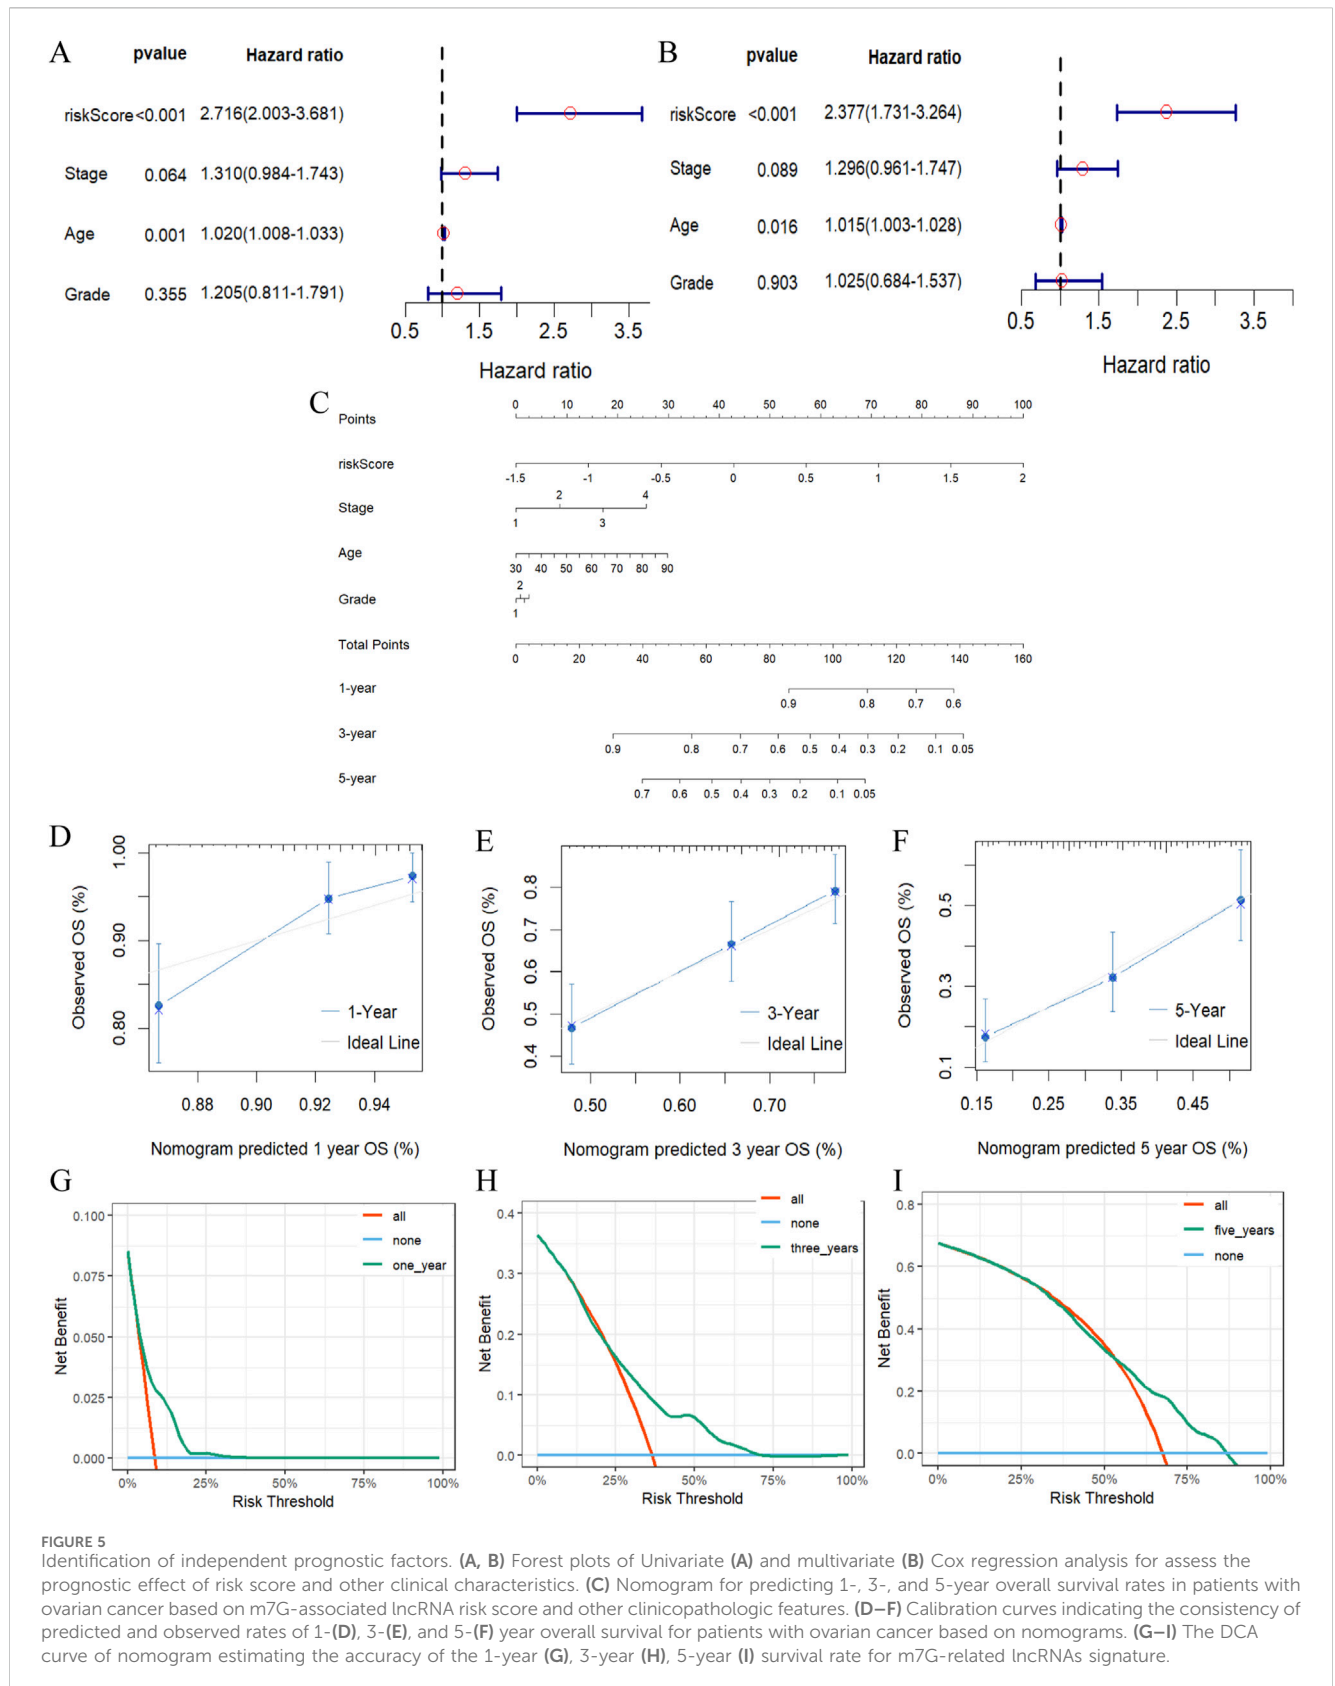 A
pvalue Hazard ratio
riskScore <0.001 2.716(2.003-3.681)
Stage 0.064 1.310(0.984-1.743)
Age 0.001 1.020(1.008-1.033)
Grade 0.355 1.205(0.811-1.791)
0.5 1.5 2.5 3.5
Hazard ratio
B
pvalue Hazard ratio
riskScore <0.001 2.377(1.731-3.264)
Stage 0.089 1.296(0.961-1.747)
Age 0.016 1.015(1.003-1.028)
Grade 0.903 1.025(0.684-1.537)
0.5 1.5 2.5 3.5
Hazard ratio
C
Points 0 10 20 30 40 50 60 70 80 90 100
riskScore
-1.5 -1 -0.5 0 0.5 1 1.5 2
2 4
Stage
1 3
Age
30 40 50 60 70 80 90
2
Grade
1
Total Points
0 20 40 60 80 100 120 140 160
1-year
0.9 0.8 0.7 0.6
3-year
0.9 0.8 0.7 0.6 0.5 0.4 0.3 0.2 0.1 0.05
5-year
0.7 0.6 0.5 0.4 0.3 0.2 0.1 0.05
D
Observed OS (%)
1.00
0.90
0.80
1-Year
Ideal Line
0.88 0.90 0.92 0.94
Nomogram predicted 1 year OS (%)
E
Observed OS (%)
0.8
0.7
0.6
0.5
0.4
3-Year
Ideal Line
0.50 0.60 0.70
Nomogram predicted 3 year OS (%)
F
Observed OS (%)
0.5
0.3
0.1
5-Year
Ideal Line
0.15 0.25 0.35 0.45
Nomogram predicted 5 year OS (%)
G
Net Benefit
0.100
0.075
0.050
0.025
0.000
all
none
one_year
0% 25% 50% 75% 100%
Risk Threshold
H
Net Benefit
0.4
0.3
0.2
0.1
0.0
all
none
three_years
0% 25% 50% 75% 100%
Risk Threshold
I
Net Benefit
0.8
0.6
0.4
0.2
0.0
all
five_years
none
0% 25% 50% 75% 100%
Risk Threshold
FIGURE 5
Identification of independent prognostic factors. (A, B) Forest plots of Univariate (A) and multivariate (B) Cox regression analysis for assess the
prognostic effect of risk score and other clinical characteristics. (C) Nomogram for predicting 1-, 3-, and 5-year overall survival rates in patients with
ovarian cancer based on m7G-associated lncRNA risk score and other clinicopathologic features. (D–F) Calibration curves indicating the consistency of
predicted and observed rates of 1-(D), 3-(E), and 5-(F) year overall survival for patients with ovarian cancer based on nomograms. (G–I) The DCA
curve of nomogram estimating the accuracy of the 1-year (G), 3-year (H), 5-year (I) survival rate for m7G-related lncRNAs signature.